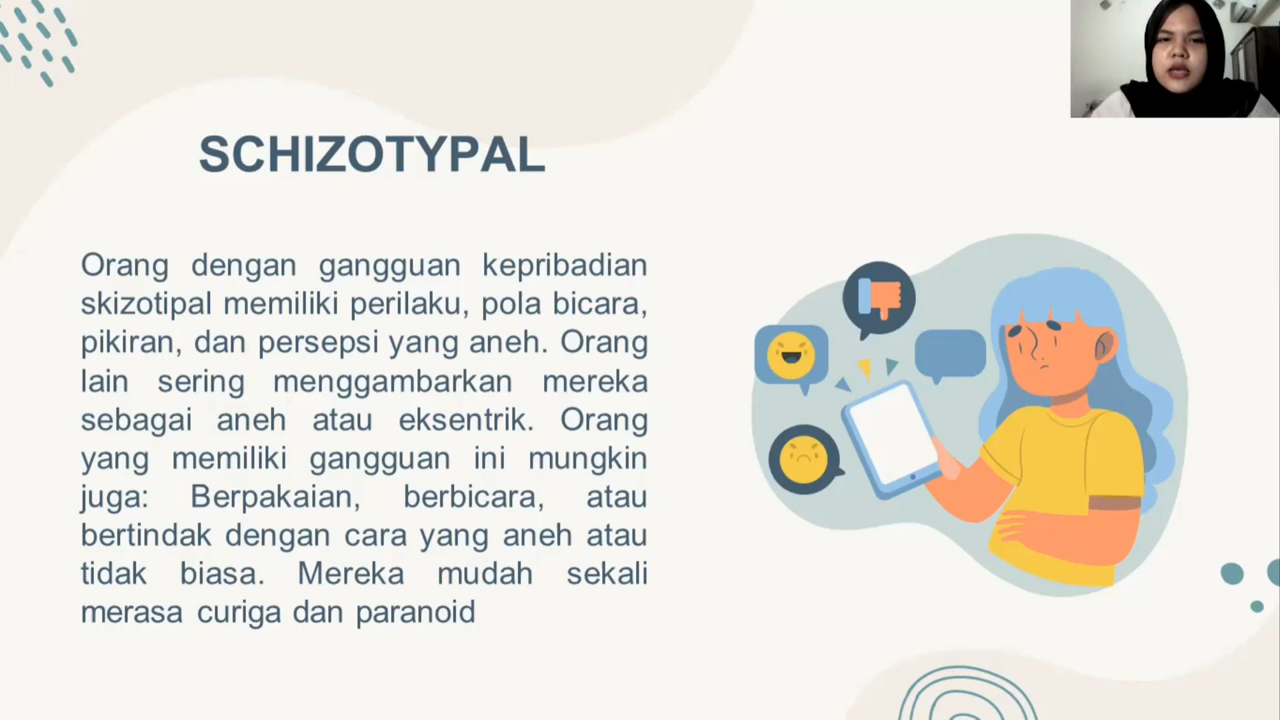 SCHIZOTYPAL
Orang dengan gangguan kepribadian
skizotipal memiliki perilaku, pola bicara,
pikiran, dan persepsi yang aneh. Orang
lain sering menggambarkan mereka
sebagai aneh atau eksentrik. Orang
yang memiliki gangguan ini mungkin
juga: Berpakaian, berbicara, atau
bertindak dengan cara yang aneh atau
tidak biasa. Mereka mudah sekali
merasa curiga dan paranoid